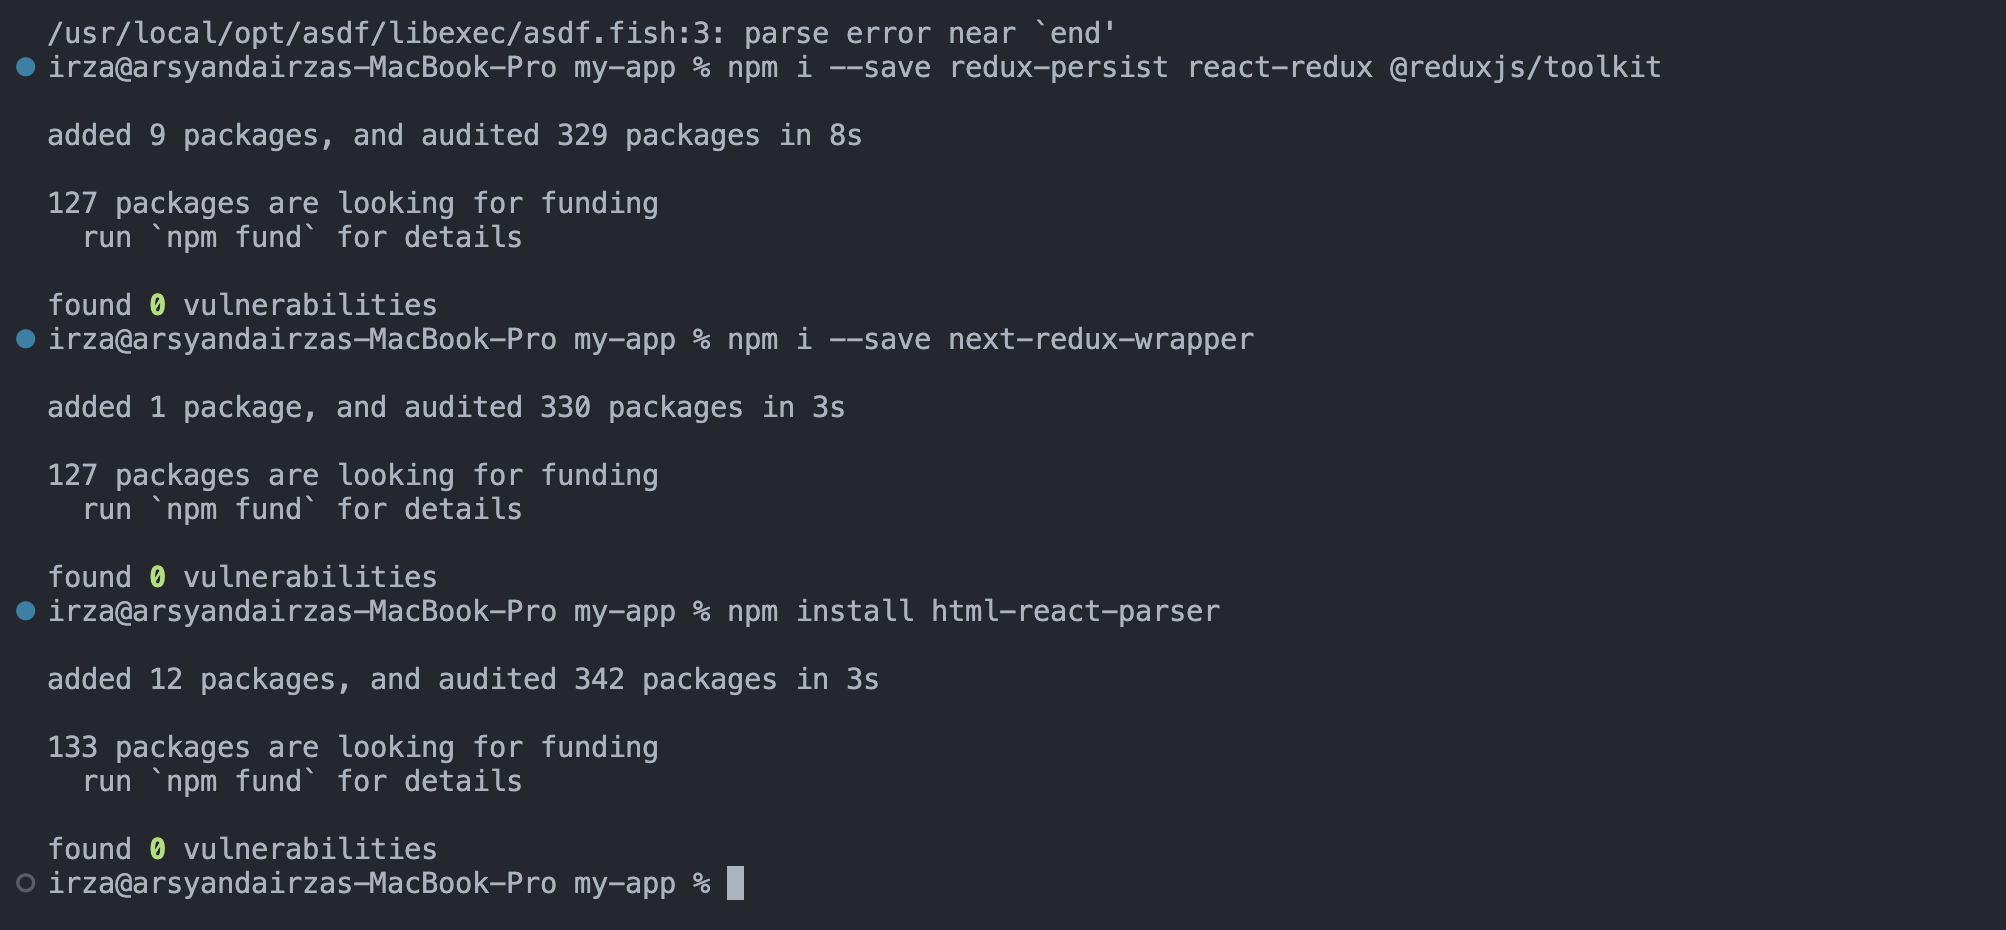 /usr/local/opt/asdf/libexec/asdf.fish:3: parse error near `end'
irza@arsyandairzas-MacBook-Pro my-app % npm i --save redux-persist react-redux @reduxjs/toolkit
added 9 packages, and audited 329 packages in 8s
127 packages are looking for funding
  run `npm fund` for details
found 0 vulnerabilities
irza@arsyandairzas-MacBook-Pro my-app % npm i --save next-redux-wrapper
added 1 package, and audited 330 packages in 3s
127 packages are looking for funding
  run `npm fund` for details
found 0 vulnerabilities
irza@arsyandairzas-MacBook-Pro my-app % npm install html-react-parser
added 12 packages, and audited 342 packages in 3s
133 packages are looking for funding
  run `npm fund` for details
found 0 vulnerabilities
irza@arsyandairzas-MacBook-Pro my-app %